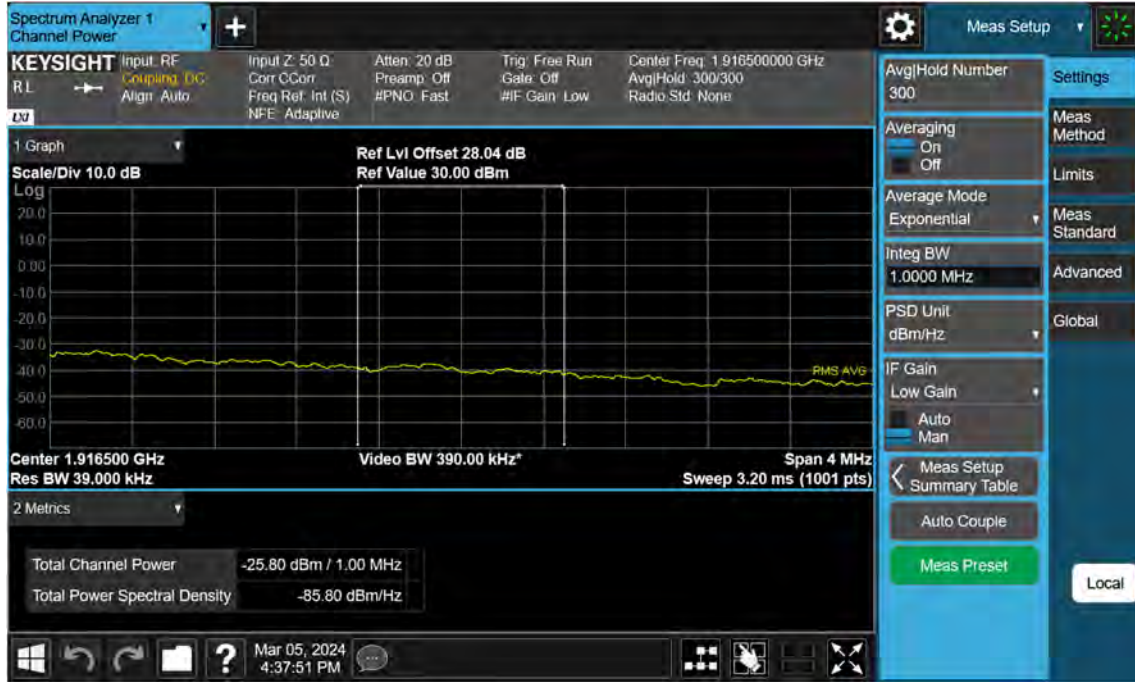 Spectrum Analyzer 1
Channel Power
+
Meas Setup
KEYSIGHT
RL
LXI
Input: RF
Coupling: DC
Align: Auto
Input Z: 50 Ω
Corr CCorr
Freq Ref: Int (S)
NFE: Adaptive
Atten: 20 dB
Preamp: Off
#PNO: Fast
Trig: Free Run
Gate: Off
#IF Gain: Low
Center Freq: 1.916500000 GHz
Avg|Hold: 300/300
Radio Std: None
1 Graph
Scale/Div 10.0 dB
Ref Lvl Offset 28.04 dB
Ref Value 30.00 dBm
Log
20.0
10.0
0.00
-10.0
-20.0
-30.0
-40.0
-50.0
-60.0
RMS AVG
Center 1.916500 GHz
Res BW 39.000 kHz
Video BW 390.00 kHz*
Span 4 MHz
Sweep 3.20 ms (1001 pts)
2 Metrics
Total Channel Power -25.80 dBm / 1.00 MHz
Total Power Spectral Density -85.80 dBm/Hz
?
Mar 05, 2024
4:37:51 PM
Avg|Hold Number
300
Averaging
On
Off
Average Mode
Exponential
Integ BW
1.0000 MHz
PSD Unit
dBm/Hz
IF Gain
Low Gain
Auto
Man
Meas Setup
Summary Table
Auto Couple
Meas Preset
Settings
Meas
Method
Limits
Meas
Standard
Advanced
Global
Local